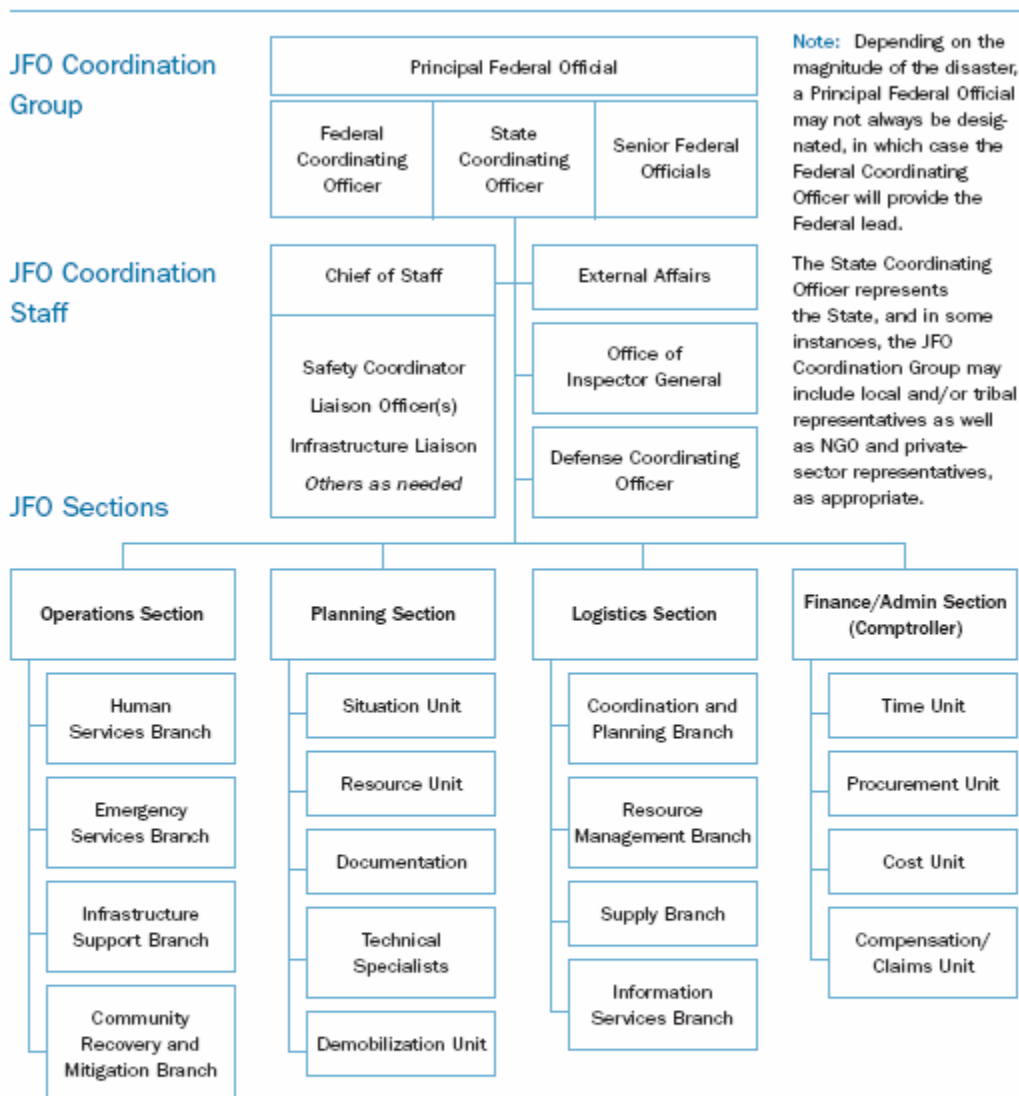 JFO Coordination
Group
Principal Federal Official
Federal
Coordinating
Officer
State
Coordinating
Officer
Senior Federal
Officials
Note: Depending on the
magnitude of the disaster,
a Principal Federal Official
may not always be desig-
nated, in which case the
Federal Coordinating
Officer will provide the
Federal lead.
The State Coordinating
Officer represents
the State, and in some
instances, the JFO
Coordination Group may
include local and/or tribal
representatives as well
as NGO and private-
sector representatives,
as appropriate.
JFO Coordination
Staff
Chief of Staff
Safety Coordinator
Liaison Officer(s)
Infrastructure Liaison
Others as needed
External Affairs
Office of
Inspector General
Defense Coordinating
Officer
JFO Sections
Operations Section
Human
Services Branch
Emergency
Services Branch
Infrastructure
Support Branch
Community
Recovery and
Mitigation Branch
Planning Section
Situation Unit
Resource Unit
Documentation
Technical
Specialists
Demobilization Unit
Logistics Section
Coordination and
Planning Branch
Resource
Management Branch
Supply Branch
Information
Services Branch
Finance/Admin Section
(Comptroller)
Time Unit
Procurement Unit
Cost Unit
Compensation/
Claims Unit